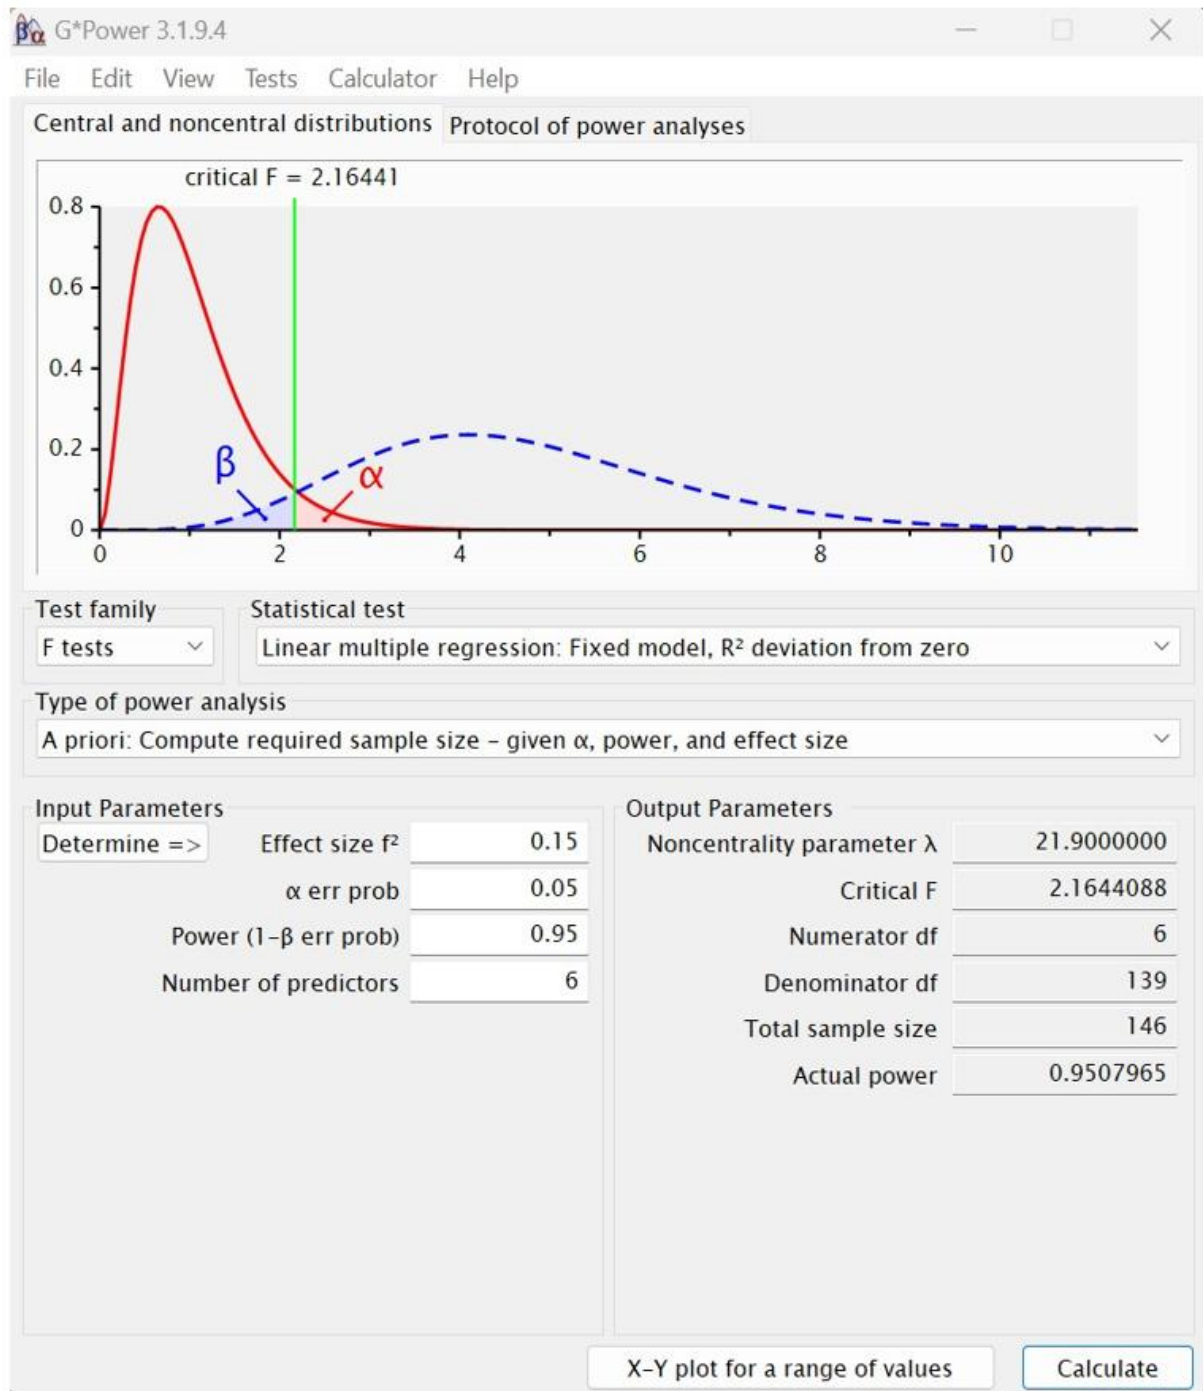 G*Power 3.1.9.4
File Edit View Tests Calculator Help
Central and noncentral distributions Protocol of power analyses
critical F = 2.16441
0.8
0.6
0.4
0.2
0
β
α
0 2 4 6 8 10
Test family Statistical test
F tests Linear multiple regression: Fixed model, R² deviation from zero
Type of power analysis
A priori: Compute required sample size – given α, power, and effect size
Input Parameters Output Parameters
Determine => Effect size f² 0.15 Noncentrality parameter λ 21.9000000
α err prob 0.05 Critical F 2.1644088
Power (1–β err prob) 0.95 Numerator df 6
Number of predictors 6 Denominator df 139
Total sample size 146
Actual power 0.9507965
X–Y plot for a range of values Calculate